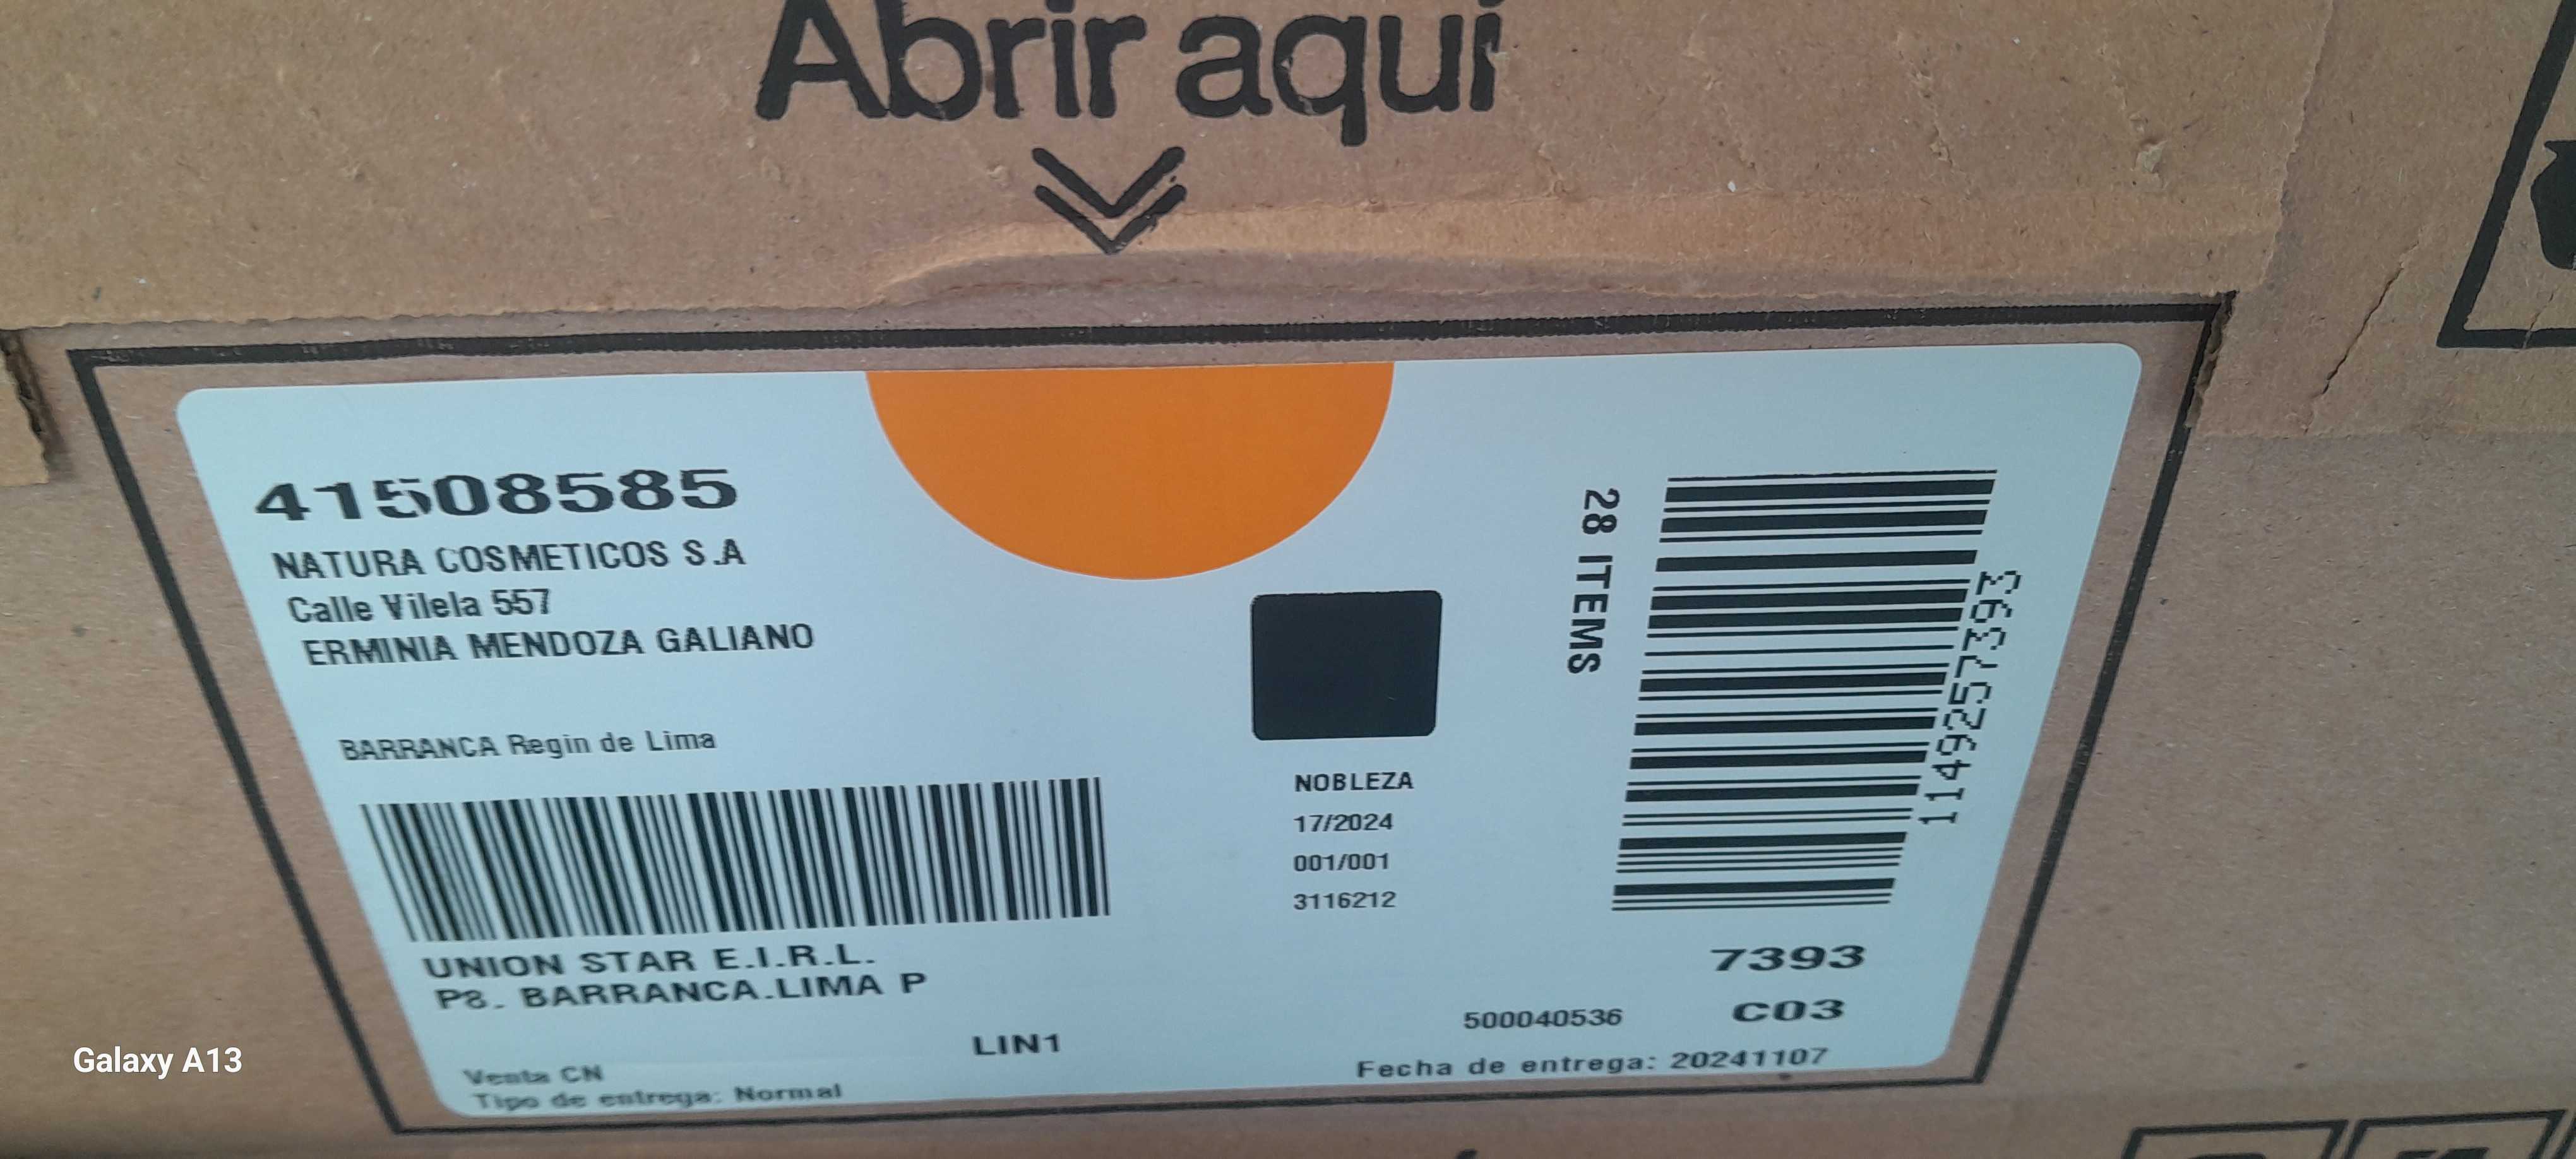 Abrir aquí
41508585
NATURA COSMETICOS S.A
Calle Vilela 557
ERMINIA MENDOZA GALIANO
BARRANCA Regin de Lima
UNION STAR E.I.R.L.
P8. BARRANCA.LIMA P
LIN1
Venta CN
Tipo de entrega: Normal
NOBLEZA
17/2024
001/001
3116212
28 ITEMS
1149257393
7393
500040536
C03
Fecha de entrega: 20241107
Galaxy A13